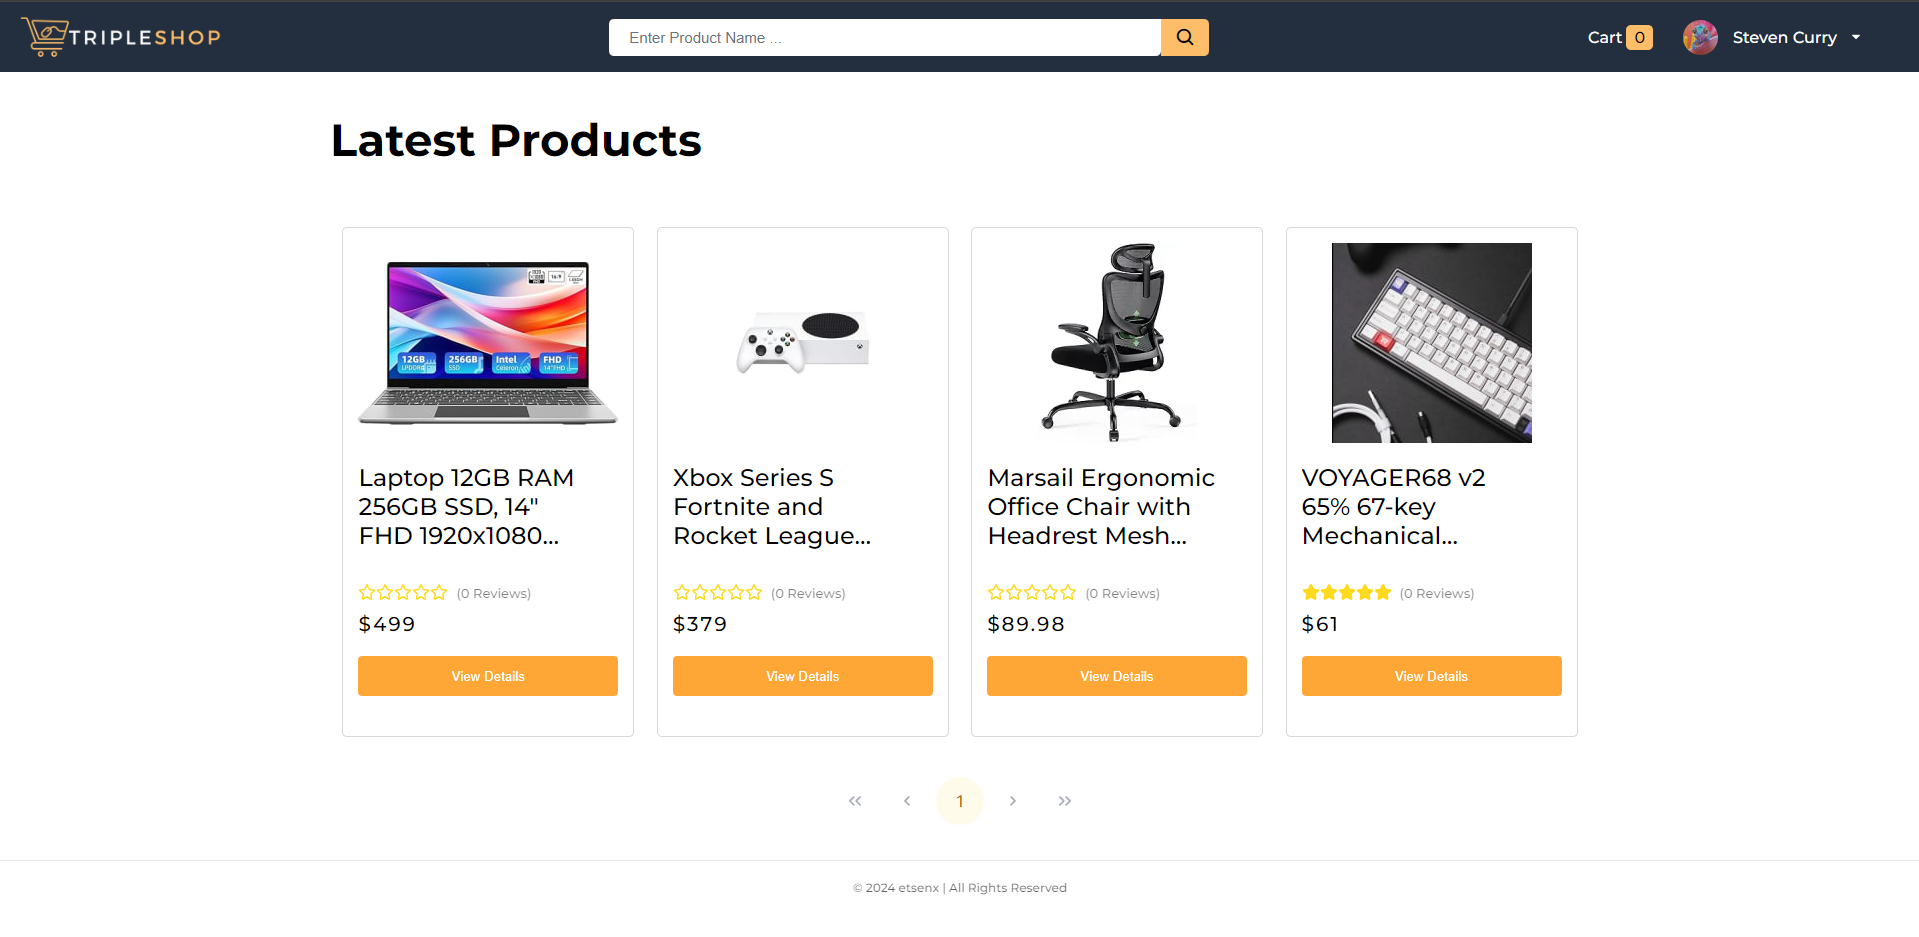 TRIPLESHOP
Enter Product Name ...
Cart 0
Steven Curry
Latest Products
16:9
12GB
LPDDR4
256GB
SSD
Intel
Celeron
FHD
14"FHD
Laptop 12GB RAM
256GB SSD, 14"
FHD 1920x1080...
(0 Reviews)
$499
View Details
Xbox Series S
Fortnite and
Rocket League...
(0 Reviews)
$379
View Details
Marsail Ergonomic
Office Chair with
Headrest Mesh...
(0 Reviews)
$89.98
View Details
VOYAGER68 v2
65% 67-key
Mechanical...
(0 Reviews)
$61
View Details
1
© 2024 etsenx | All Rights Reserved